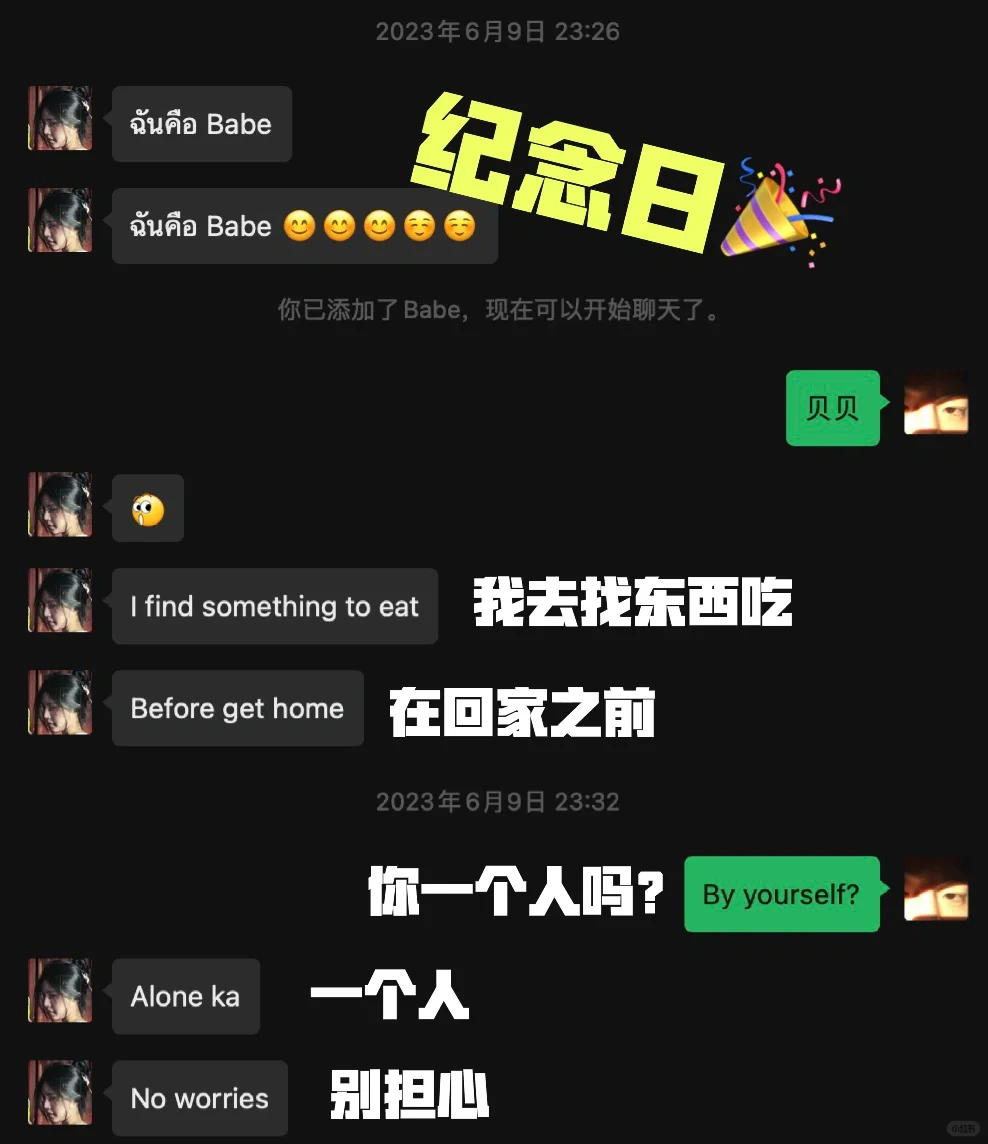 2023年6月9日 23:26
ฉันคือ Babe
纪念日🎉
ฉันคือ Babe 😊😊😊☺️☺️
你已添加了Babe，现在可以开始聊天了。
贝贝
I find something to eat 我去找东西吃
Before get home 在回家之前
2023年6月9日 23:32
你一个人吗? By yourself?
Alone ka 一个人
No worries 别担心
小红书